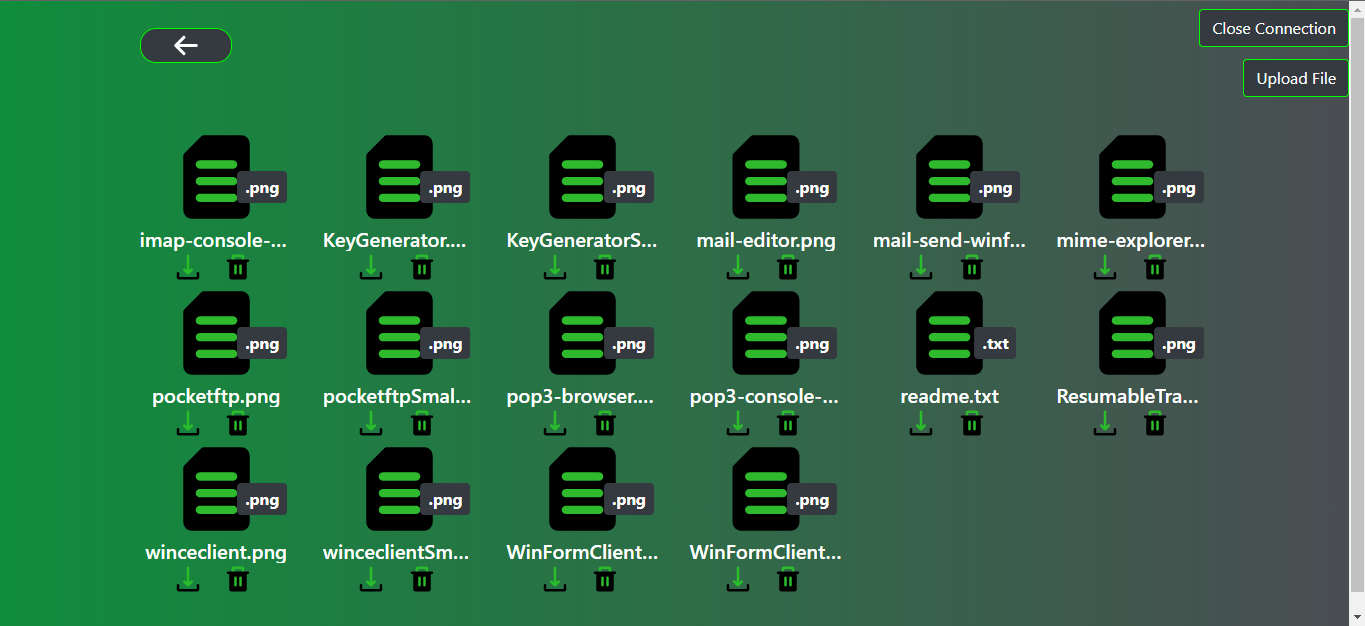 Close Connection
Upload File
.png .png .png .png .png .png
imap-console-... KeyGenerator.... KeyGeneratorS... mail-editor.png mail-send-winf... mime-explorer...
.png .png .png .png .txt .png
pocketftp.png pocketftpSmal... pop3-browser.... pop3-console-... readme.txt ResumableTra...
.png .png .png .png
winceclient.png winceclientSm... WinFormClient... WinFormClient...